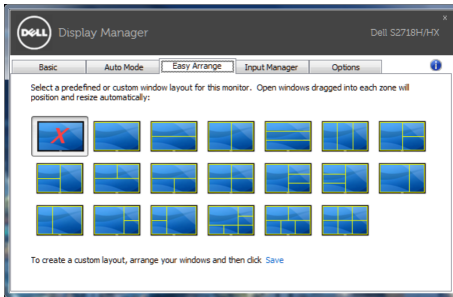 x
DELL Display Manager Dell S2718H/HX
Basic Auto Mode Easy Arrange Input Manager Options i
Select a predefined or custom window layout for this monitor. Open windows dragged into each zone will
position and resize automatically:
X
To create a custom layout, arrange your windows and then click Save